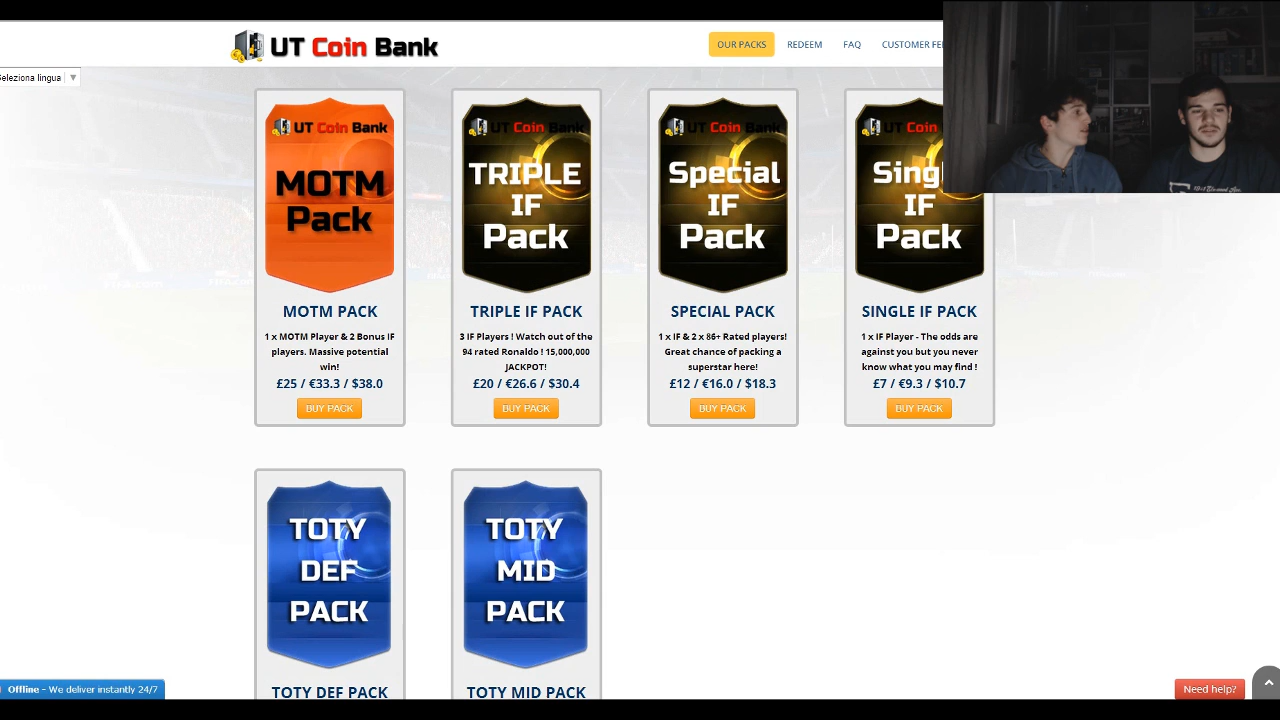 UT Coin Bank
OUR PACKS
REDEEM
FAQ
CUSTOMER
Seleziona lingua
UT Coin Bank
MOTM
Pack
UT Coin Bank
TRIPLE
IF
Pack
UT Coin Bank
Special
IF
Pack
UT Coin
IF
Pack
MOTM PACK
1 x MOTM Player & 2 Bonus IF
players. Massive potential
win!
£25 / €33.3 / $38.0
BUY PACK
TRIPLE IF PACK
3 IF Players ! Watch out of the
94 rated Ronaldo ! 15,000,000
JACKPOT!
£20 / €26.6 / $30.4
BUY PACK
SPECIAL PACK
1 x IF & 2 x 86+ Rated players!
Great chance of packing a
superstar here!
£12 / €16.0 / $18.3
BUY PACK
SINGLE IF PACK
1 x IF Player - The odds are
against you but you never
know what you may find !
£7 / €9.3 / $10.7
BUY PACK
TOTY
DEF
PACK
TOTY
MID
PACK
TOTY DEF PACK
TOTY MID PACK
Offline - We deliver instantly 24/7
Need help?